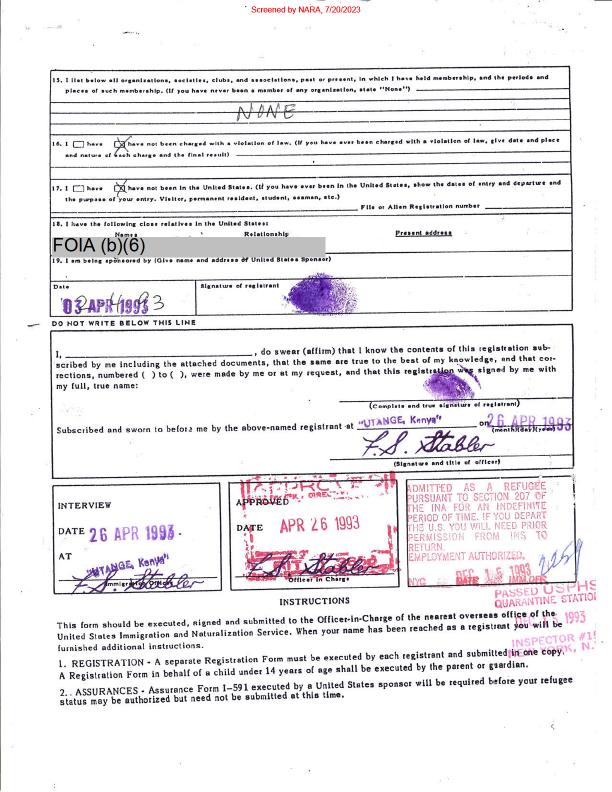 Screened by NARA, 7/20/2023
15. I list below all organizations, societies, clubs, and associations, past or present, in which I have held membership, and the periods and
places of such membership. (If you have never been a member of any organization, state "None")
NONE
16. I have have not been charged with a violation of law. (If you have ever been charged with a violation of law, give date and place
and nature of each charge and the final result)
17. I have have not been in the United States. (If you have ever been in the United States, show the dates of entry and departure and
the purpose of your entry. Visitor, permanent resident, student, seaman, etc.)
File or Alien Registration number
18. I have the following close relatives in the United States:
Names Relationship Present address
FOIA (b)(6)
19. I am being sponsored by (Give name and address of United States Sponsor)
Date Signature of registrant
03 APR 1993
DO NOT WRITE BELOW THIS LINE
I, , do swear (affirm) that I know the contents of this registration sub-
scribed by me including the attached documents, that the same are true to the best of my knowledge, and that cor-
rections, numbered ( ) to ( ), were made by me or at my request, and that this registration was signed by me with
my full, true name:
(Complete and true signature of registrant)
Subscribed and sworn to before me by the above-named registrant at "UTANGE, Kenya" on 26 APR 1993
(month)(day)(year)
F.S. Stabler
(Signature and title of officer)
INTERVIEW
DATE 26 APR 1993.
AT
"UTANGE, Kenya"
F.S. Stabler
APPROVED
DATE APR 26 1993
F.S. Stabler
Officer in Charge
ADMITTED AS A REFUGEE
PURSUANT TO SECTION 207 OF
THE INA FOR AN INDEFINITE
PERIOD OF TIME. IF YOU DEPART
THE U.S. YOU WILL NEED PRIOR
PERMISSION FROM INS TO
RETURN.
EMPLOYMENT AUTHORIZED.
NYC DEC 15 1993
DATE IMM OFF.
PASSED USPHS
QUARANTINE STATIO
1993
INSPECTOR #1
NEW YORK, N.
INSTRUCTIONS
This form should be executed, signed and submitted to the Officer-in-Charge of the nearest overseas office of the
United States Immigration and Naturalization Service. When your name has been reached as a registrant you will be
furnished additional instructions.
1. REGISTRATION - A separate Registration Form must be executed by each registrant and submitted in one copy.
A Registration Form in behalf of a child under 14 years of age shall be executed by the parent or guardian.
2. ASSURANCES - Assurance Form I-591 executed by a United States sponsor will be required before your refugee
status may be authorized but need not be submitted at this time.